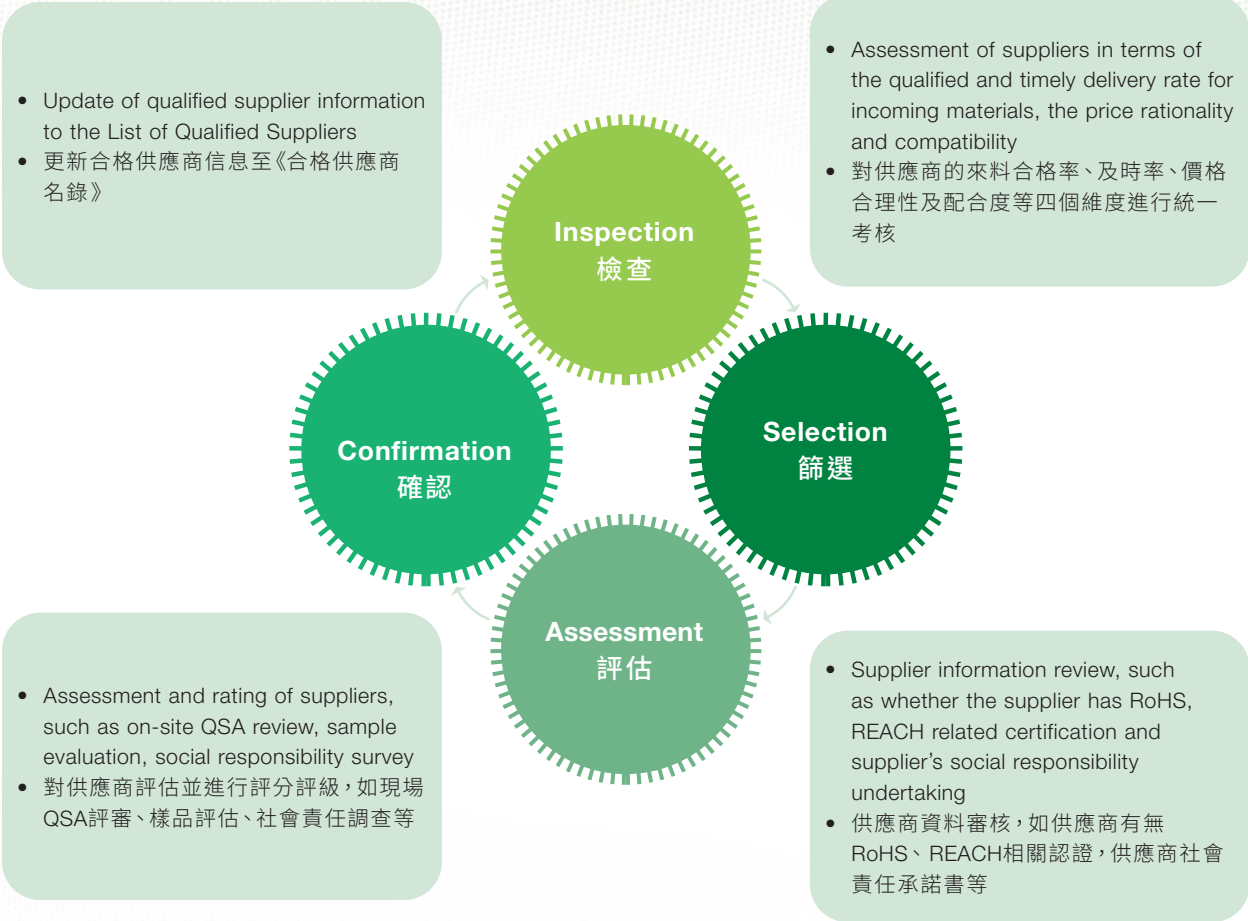 • Update of qualified supplier information
to the List of Qualified Suppliers
• 更新合格供應商信息至《合格供應商
名錄》
• Assessment of suppliers in terms of
the qualified and timely delivery rate for
incoming materials, the price rationality
and compatibility
• 對供應商的來料合格率、及時率、價格
合理性及配合度等四個維度進行統一
考核
Inspection
檢查
Confirmation
確認
Selection
篩選
Assessment
評估
• Assessment and rating of suppliers,
such as on-site QSA review, sample
evaluation, social responsibility survey
• 對供應商評估並進行評分評級，如現場
QSA評審、樣品評估、社會責任調查等
• Supplier information review, such
as whether the supplier has RoHS,
REACH related certification and
supplier's social responsibility
undertaking
• 供應商資料審核，如供應商有無
RoHS、REACH相關認證，供應商社會
責任承諾書等